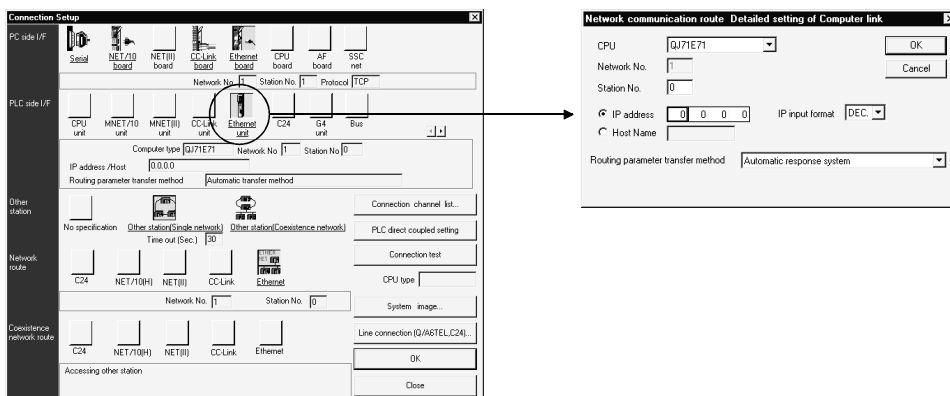 Connection Setup
PC side I/F
Serial
NET/10 board
NET(II) board
CC-Link board
Ethernet board
CPU board
AF board
SSC net
Network No. 1 Station No. 1 Protocol TCP
PLC side I/F
CPU unit
MNET/10 unit
MNET(II) unit
CC-Link unit
Ethernet unit
C24
G4 unit
Bus
Computer type QJ71E71 Network No 1 Station No. 0
IP address /Host 0.0.0.0
Routing parameter transfer method Automatic transfer method
Other station
No specification
Other station(Single network)
Other station(Coexistence network)
Time out (Sec.) 30
Connection channel list...
PLC direct coupled setting
Connection test
CPU type
System image...
Line connection (Q/A6TEL,C24)...
OK
Close
Network route
C24
NET/10(H)
NET(II)
CC-Link
Ethernet
Network No. 1 Station No. 0
Coexistence network route
C24
NET/10(H)
NET(II)
CC-Link
Ethernet
Accessing other station
Network communication route Detailed setting of Computer link
CPU QJ71E71
Network No. 1
Station No. 0
IP address 0 0 0 0 IP input format DEC.
Host Name
Routing parameter transfer method Automatic response system
OK
Cancel